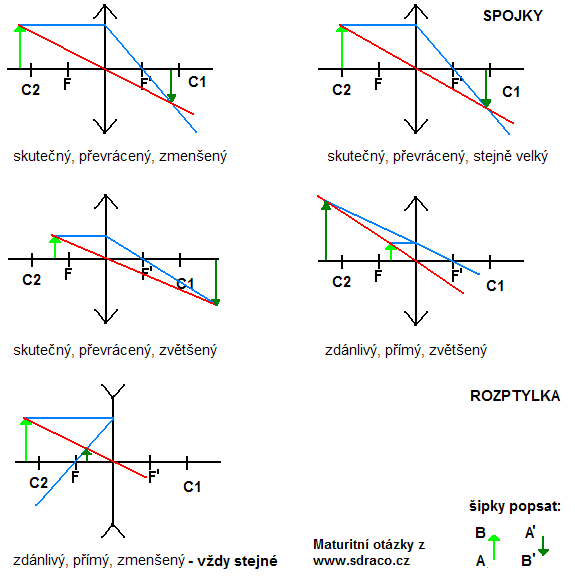 SPOJKY
C2 F F' C1
C2 F F' C1
skutečný, převrácený, zmenšený
skutečný, převrácený, stejně velký
C2 F F' C1
C2 F F' C1
skutečný, převrácený, zvětšený
zdánlivý, přímý, zvětšený
ROZPTYLKA
C2 F F' C1
šipky popsat:
B A'
A B'
Maturitní otázky z
www.sdraco.cz
zdánlivý, přímý, zmenšený - vždy stejné